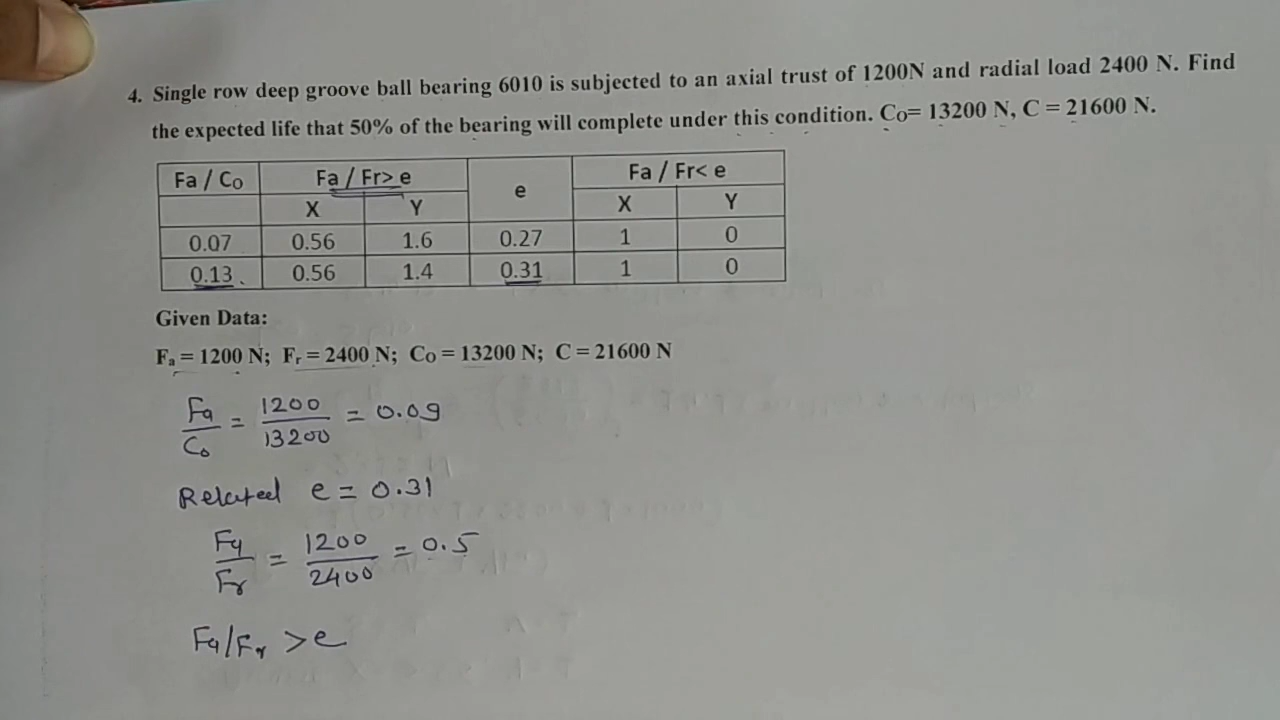 4. Single row deep groove ball bearing 6010 is subjected to an axial trust of 1200N and radial load 2400 N. Find
the expected life that 50% of the bearing will complete under this condition. Co= 13200 N, C = 21600 N.
Fa / Co Fa / Fr> e e Fa / Fr< e
X Y X Y
0.07 0.56 1.6 0.27 1 0
0.13 0.56 1.4 0.31 1 0
Given Data:
Fa = 1200 N; Fr = 2400 N; Co = 13200 N; C = 21600 N
Fa/Co = 1200/13200 = 0.09
Related e = 0.31
Fa/Fr = 1200/2400 = 0.5
Fa/Fr > e